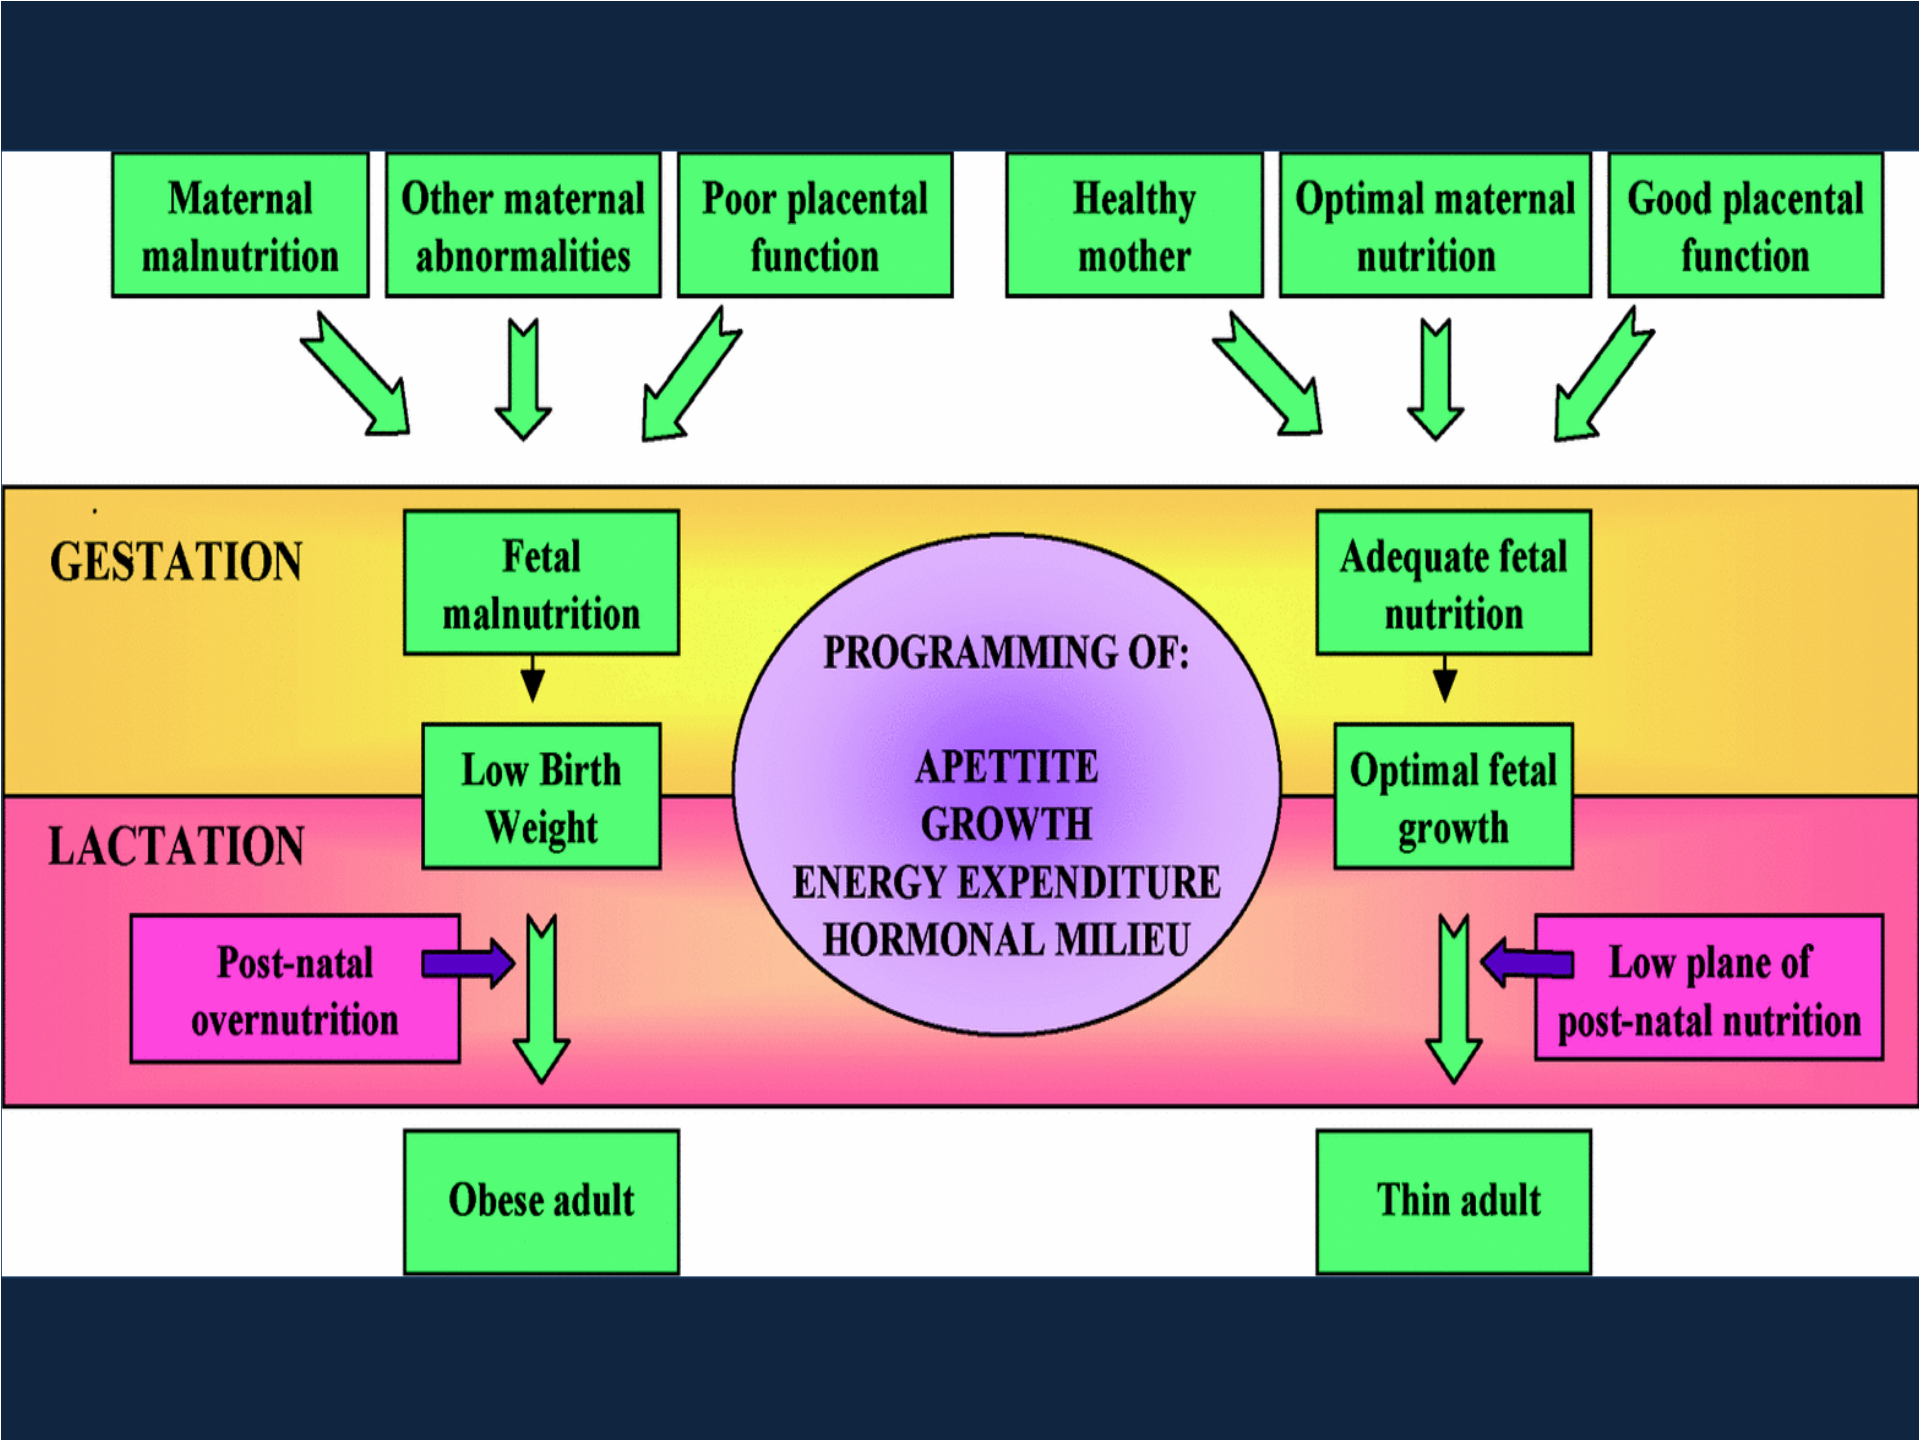 Maternal
malnutrition
Other maternal
abnormalities
Poor placental
function
Healthy
mother
Optimal maternal
nutrition
Good placental
function
GESTATION
Fetal
malnutrition
Adequate fetal
nutrition
PROGRAMMING OF:
APETTITE
GROWTH
ENERGY EXPENDITURE
HORMONAL MILIEU
Low Birth
Weight
Optimal fetal
growth
LACTATION
Post-natal
overnutrition
Low plane of
post-natal nutrition
Obese adult
Thin adult